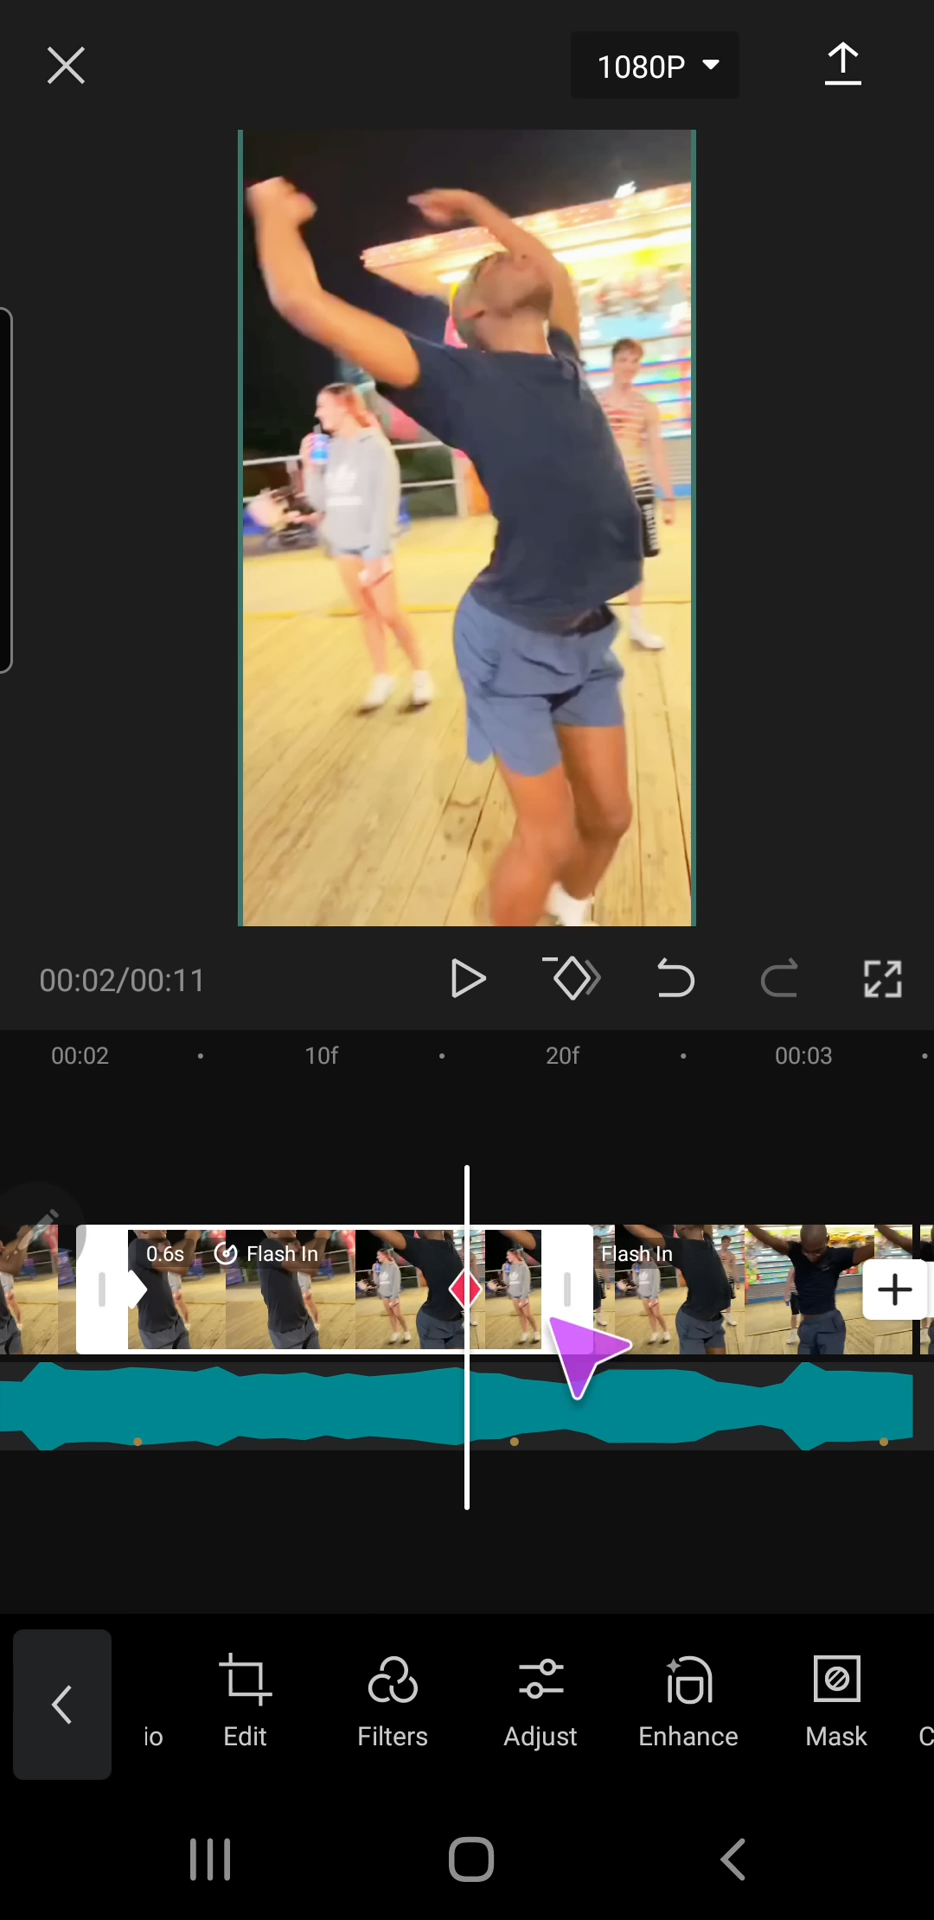 1080P
00:02/00:11
00:02 10f 20f 00:03
0.6s Flash In Flash In
io Edit Filters Adjust Enhance Mask C